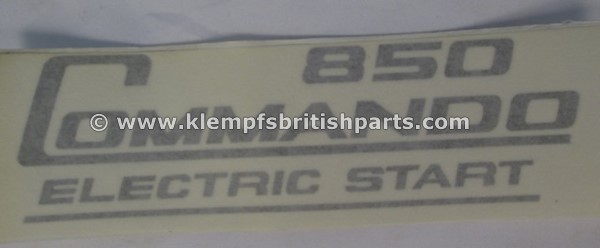 850
COMMANDO
© www.klempfsbritishparts.com
ELECTRIC START